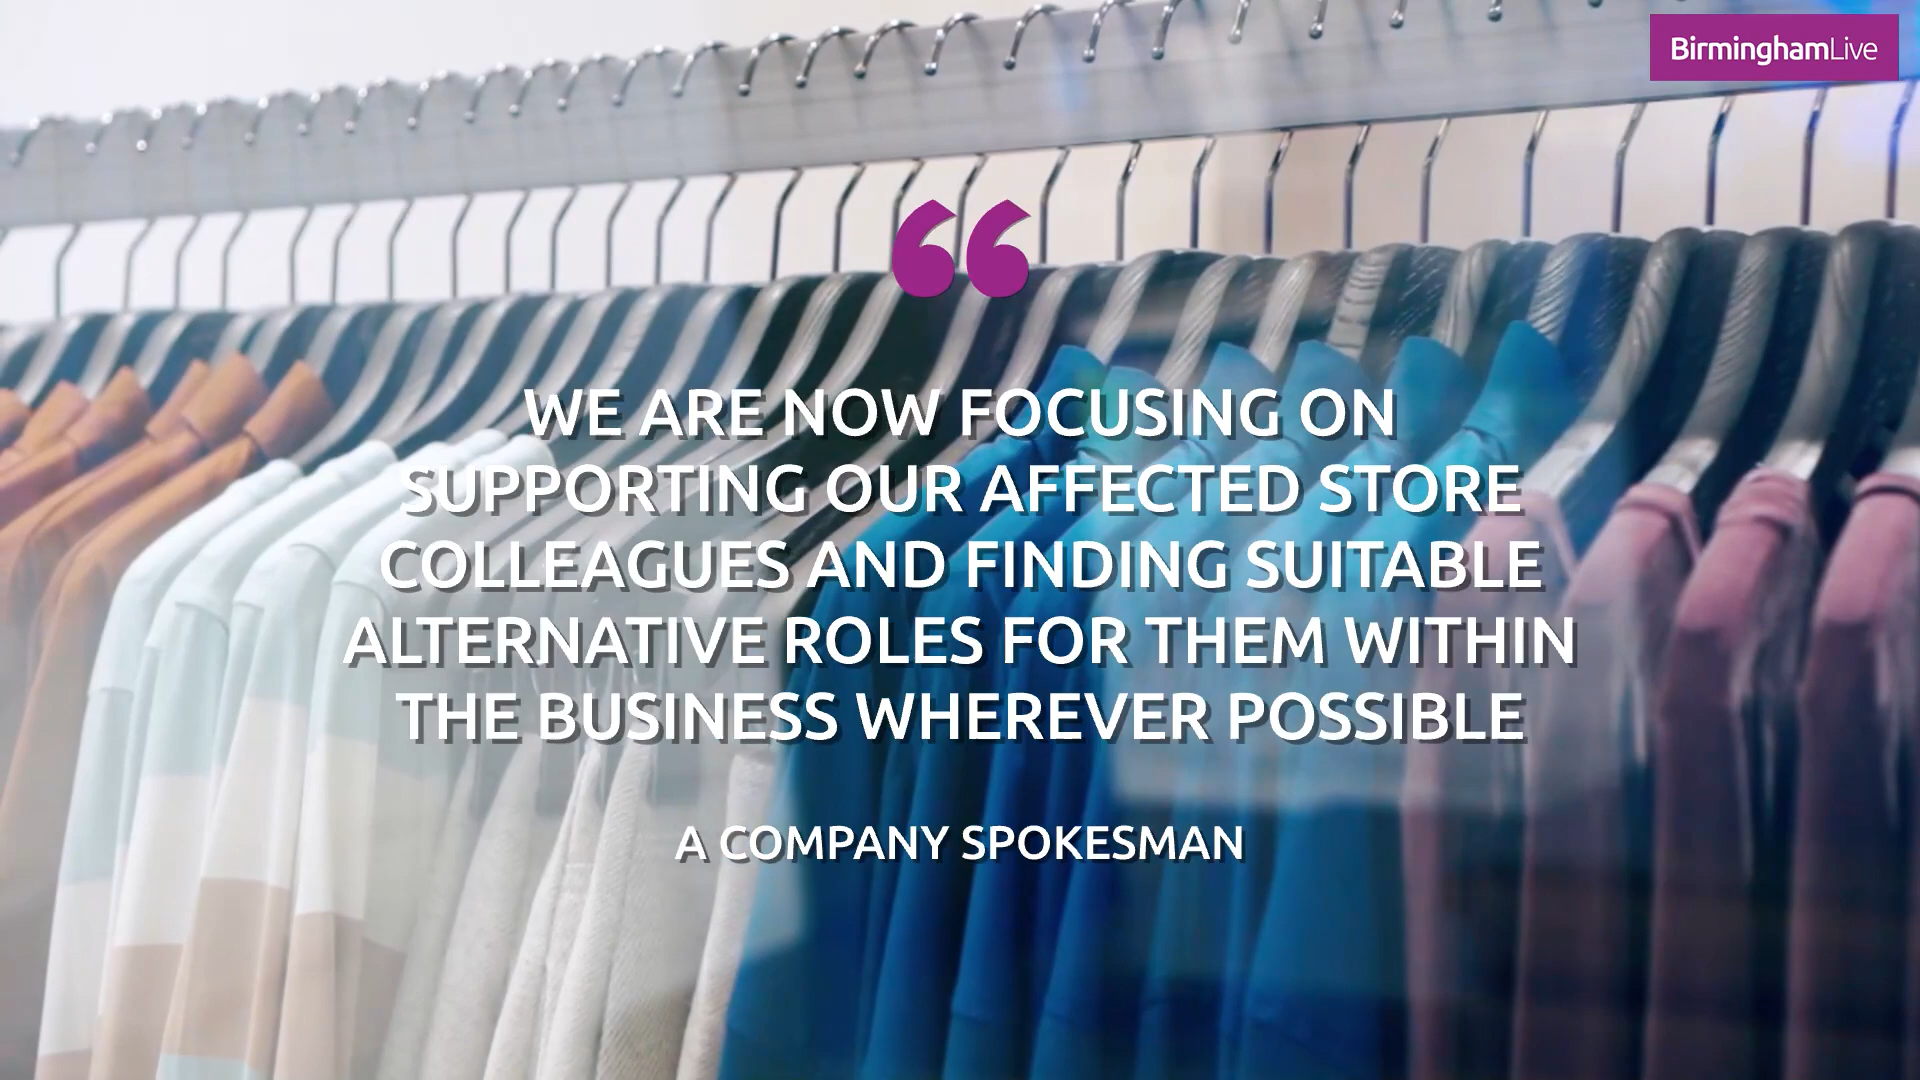 BirminghamLive
“
WE ARE NOW FOCUSING ON
SUPPORTING OUR AFFECTED STORE
COLLEAGUES AND FINDING SUITABLE
ALTERNATIVE ROLES FOR THEM WITHIN
THE BUSINESS WHEREVER POSSIBLE
A COMPANY SPOKESMAN